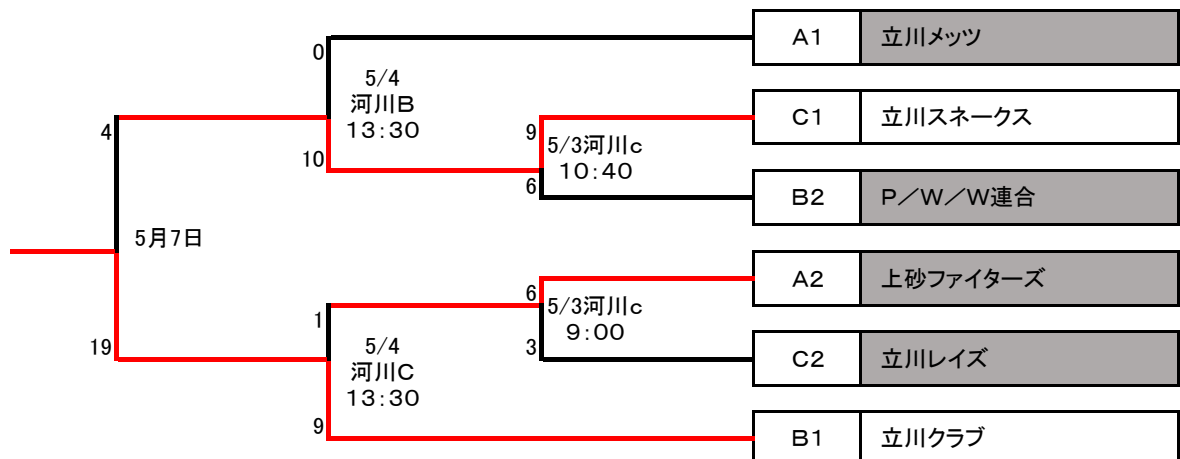 A1 立川メッツ
0
5/4
河川B
13:30
C1 立川スネークス
4
9
5/3河川c
10:40
10
6
B2 P/W/W連合
5月7日
A2 上砂ファイターズ
6
5/3河川c
9:00
1
19
3
5/4
河川C
13:30
C2 立川レイズ
9
B1 立川クラブ